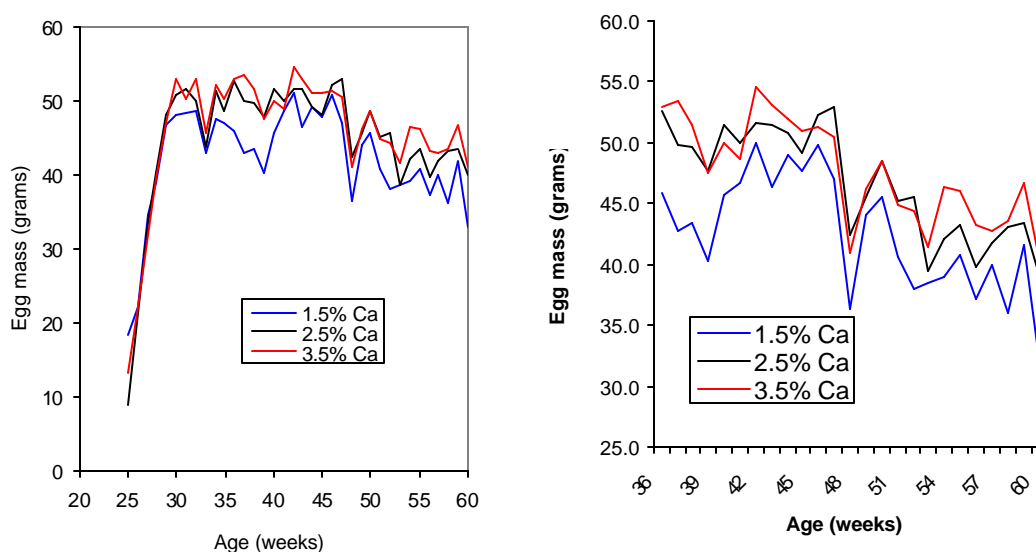 60
50
40
30
20
10
0
Egg mass (grams)
1.5% Ca
2.5% Ca
3.5% Ca
20 25 30 35 40 45 50 55 60
Age (weeks)
60.0
55.0
50.0
45.0
40.0
35.0
30.0
25.0
Egg mass (grams)
1.5% Ca
2.5% Ca
3.5% Ca
36 39 42 45 48 51 54 57 60
Age (weeks)